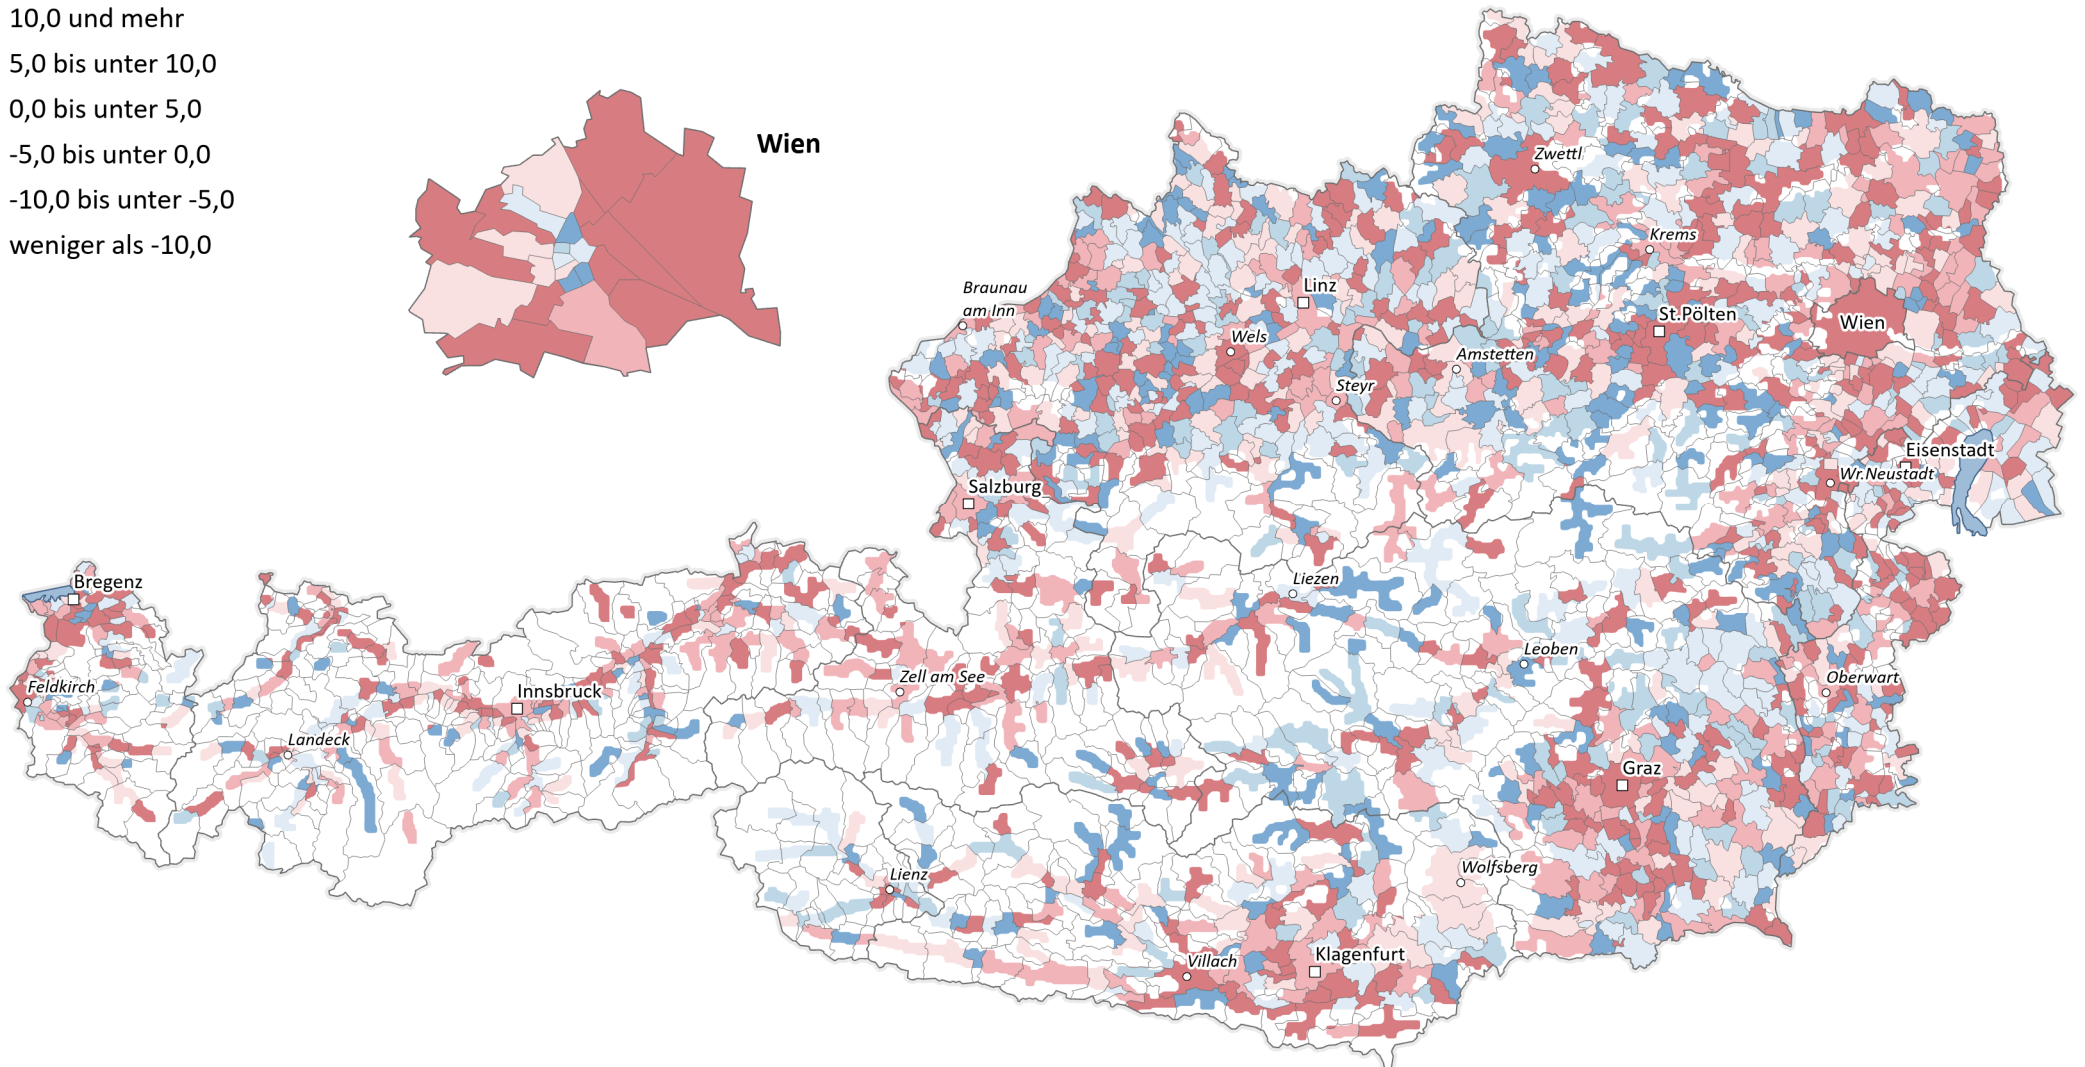 10,0 und mehr
5,0 bis unter 10,0
0,0 bis unter 5,0
-5,0 bis unter 0,0
-10,0 bis unter -5,0
weniger als -10,0
Wien
Zwettl
Krems
Braunau
am Inn
Linz
St.Pölten
Wien
Wels
Amstetten
Steyr
Eisenstadt
Wr.Neustadt
Salzburg
Bregenz
Liezen
Leoben
Feldkirch
Innsbruck
Zell am See
Oberwart
Landeck
Graz
Lienz
Wolfsberg
Villach
Klagenfurt